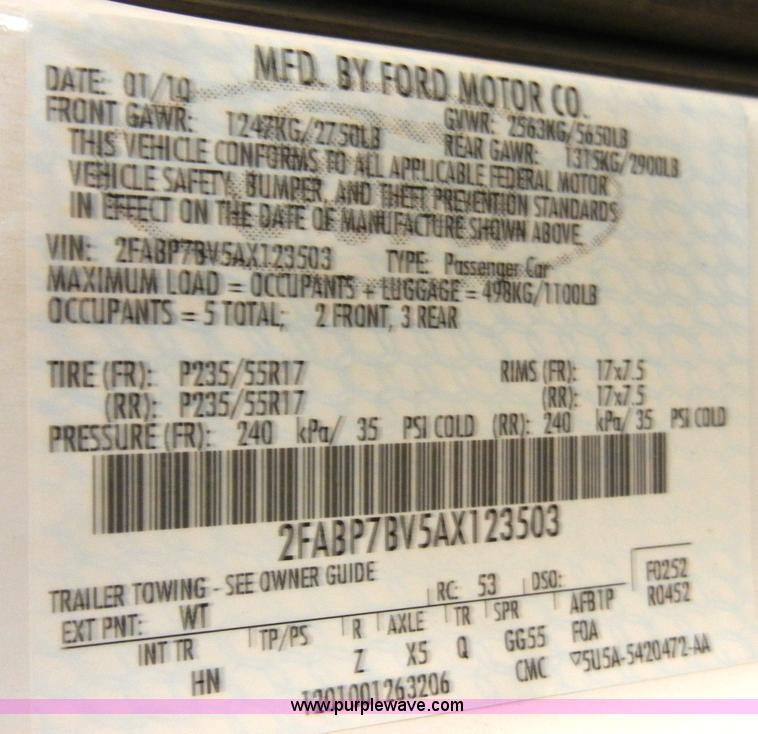 MFD. BY FORD MOTOR CO.
DATE: 01/10 GVWR: 2563KG/5650LB
FRONT GAWR: 1247KG/2750LB REAR GAWR: 1315KG/2900LB
THIS VEHICLE CONFORMS TO ALL APPLICABLE FEDERAL MOTOR
VEHICLE SAFETY, BUMPER, AND THEFT PREVENTION STANDARDS
IN EFFECT ON THE DATE OF MANUFACTURE SHOWN ABOVE.
VIN: 2FABP7BV5AX123503 TYPE: Passenger Car
MAXIMUM LOAD = OCCUPANTS + LUGGAGE = 498KG/1100LB
OCCUPANTS = 5 TOTAL; 2 FRONT, 3 REAR
TIRE (FR): P235/55R17 RIMS (FR): 17x7.5
(RR): P235/55R17 (RR): 17x7.5
PRESSURE (FR): 240 kPa/ 35 PSI COLD (RR): 240 kPa/ 35 PSI COLD
2FABP7BV5AX123503
TRAILER TOWING - SEE OWNER GUIDE
EXT PNT: WT RC: 53 DSO: F0252
R0452
INT TR TP/PS R AXLE TR SPR AFB1P
HN Z X5 Q GG55 F0A
CMC ▽5U5A-5420472-AA
1201001263206
www.purplewave.com